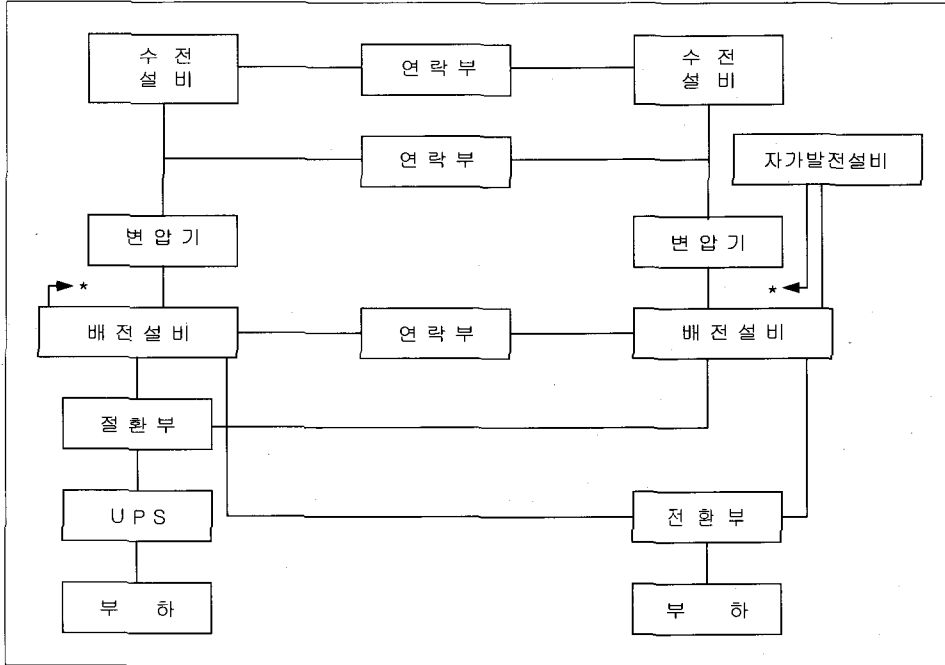 수 전
설 비
연 락 부
수 전
설 비
연 락 부
자가발전설비
변 압 기
변 압 기
*
*
배 전 설 비
연 락 부
배 전 설 비
절 환 부
U P S
전 환 부
부 하
부 하